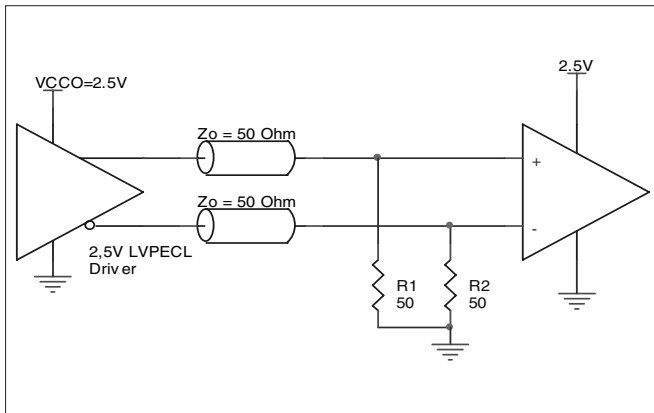 VCCO=2.5V
2.5V
Zo = 50 Ohm
+
Zo = 50 Ohm
-
2,5V LVPECL
Driver
R1
50
R2
50